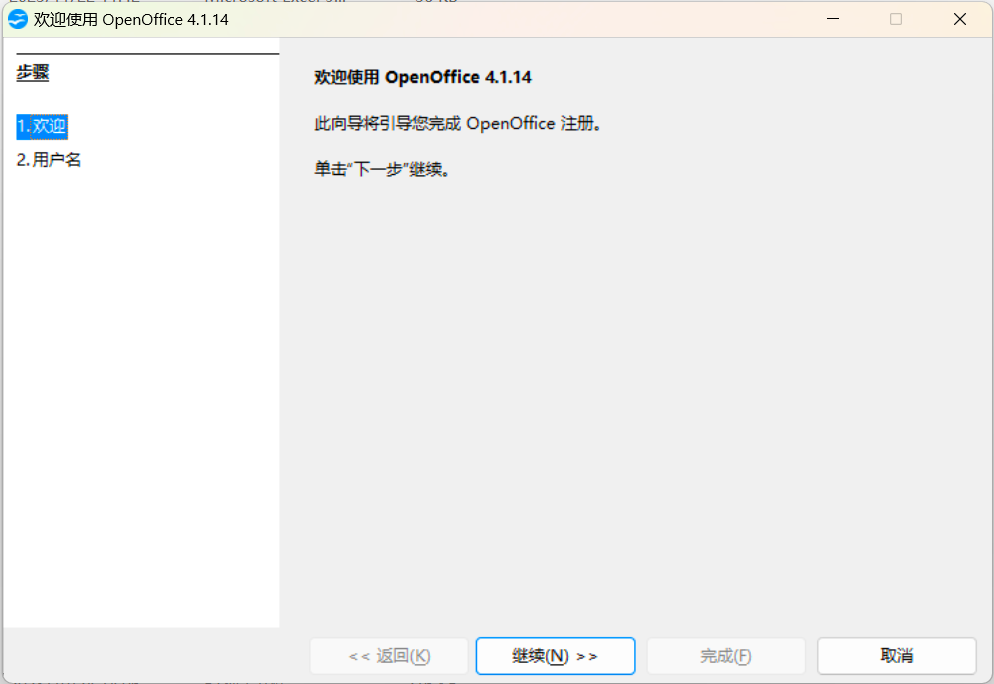 欢迎使用 OpenOffice 4.1.14
步骤
1.欢迎
2.用户名
欢迎使用 OpenOffice 4.1.14
此向导将引导您完成 OpenOffice 注册。
单击“下一步”继续。
<< 返回(K) 继续(N) >> 完成(F) 取消